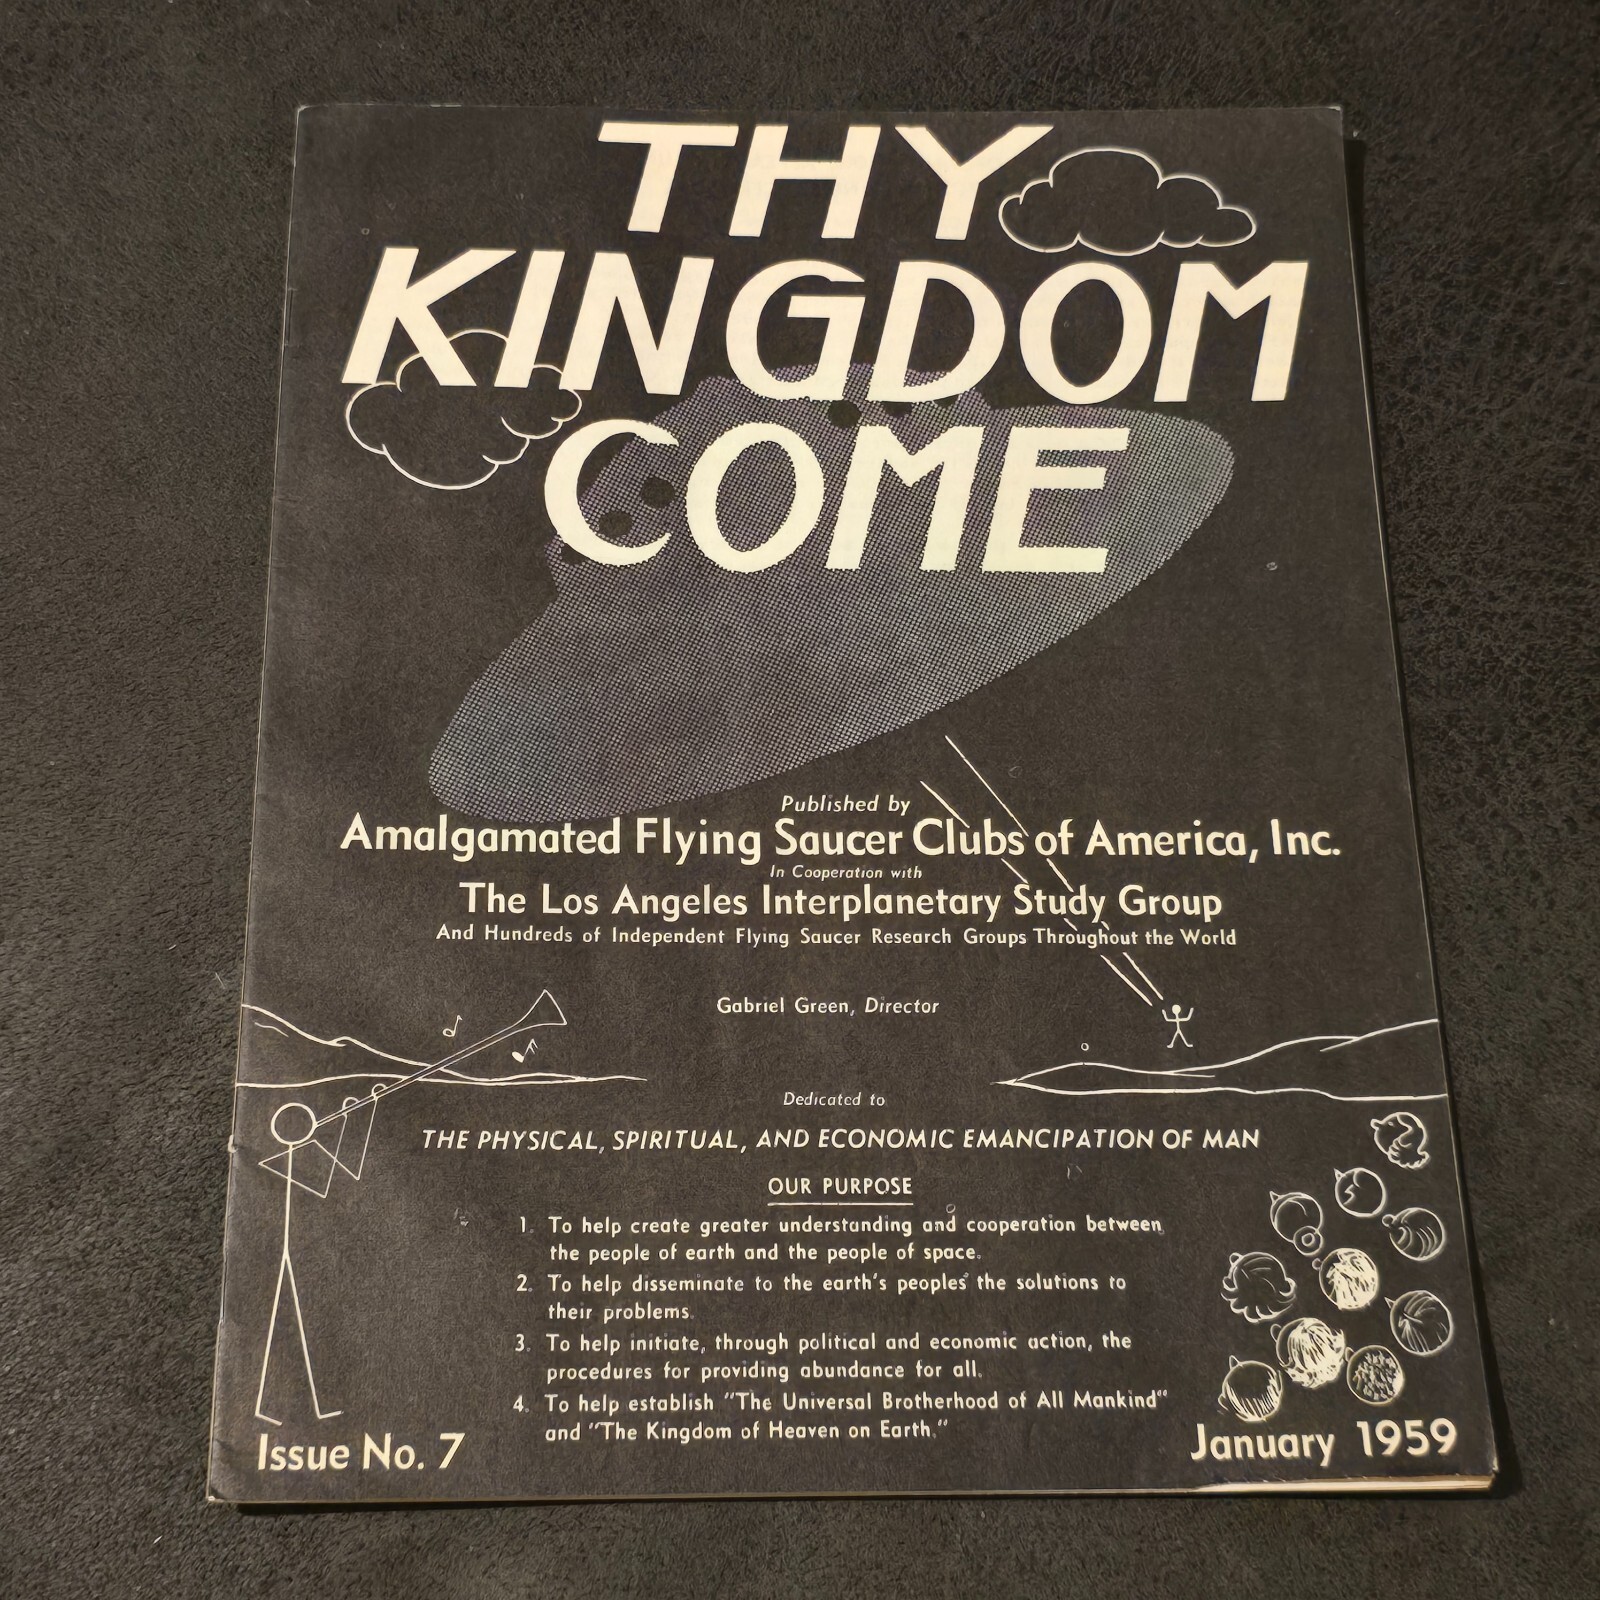 THY
KINGDOM
COME
Published by
Amalgamated Flying Saucer Clubs of America, Inc.
In Cooperation with
The Los Angeles Interplanetary Study Group
And Hundreds of Independent Flying Saucer Research Groups Throughout the World
Gabriel Green, Director
Dedicated to
THE PHYSICAL, SPIRITUAL, AND ECONOMIC EMANCIPATION OF MAN
OUR PURPOSE
1. To help create greater understanding and cooperation between
the people of earth and the people of space.
2. To help disseminate to the earth's peoples' the solutions to
their problems.
3. To help initiate, through political and economic action, the
procedures for providing abundance for all.
4. To help establish "The Universal Brotherhood of All Mankind"
and "The Kingdom of Heaven on Earth."
Issue No. 7
January 1959